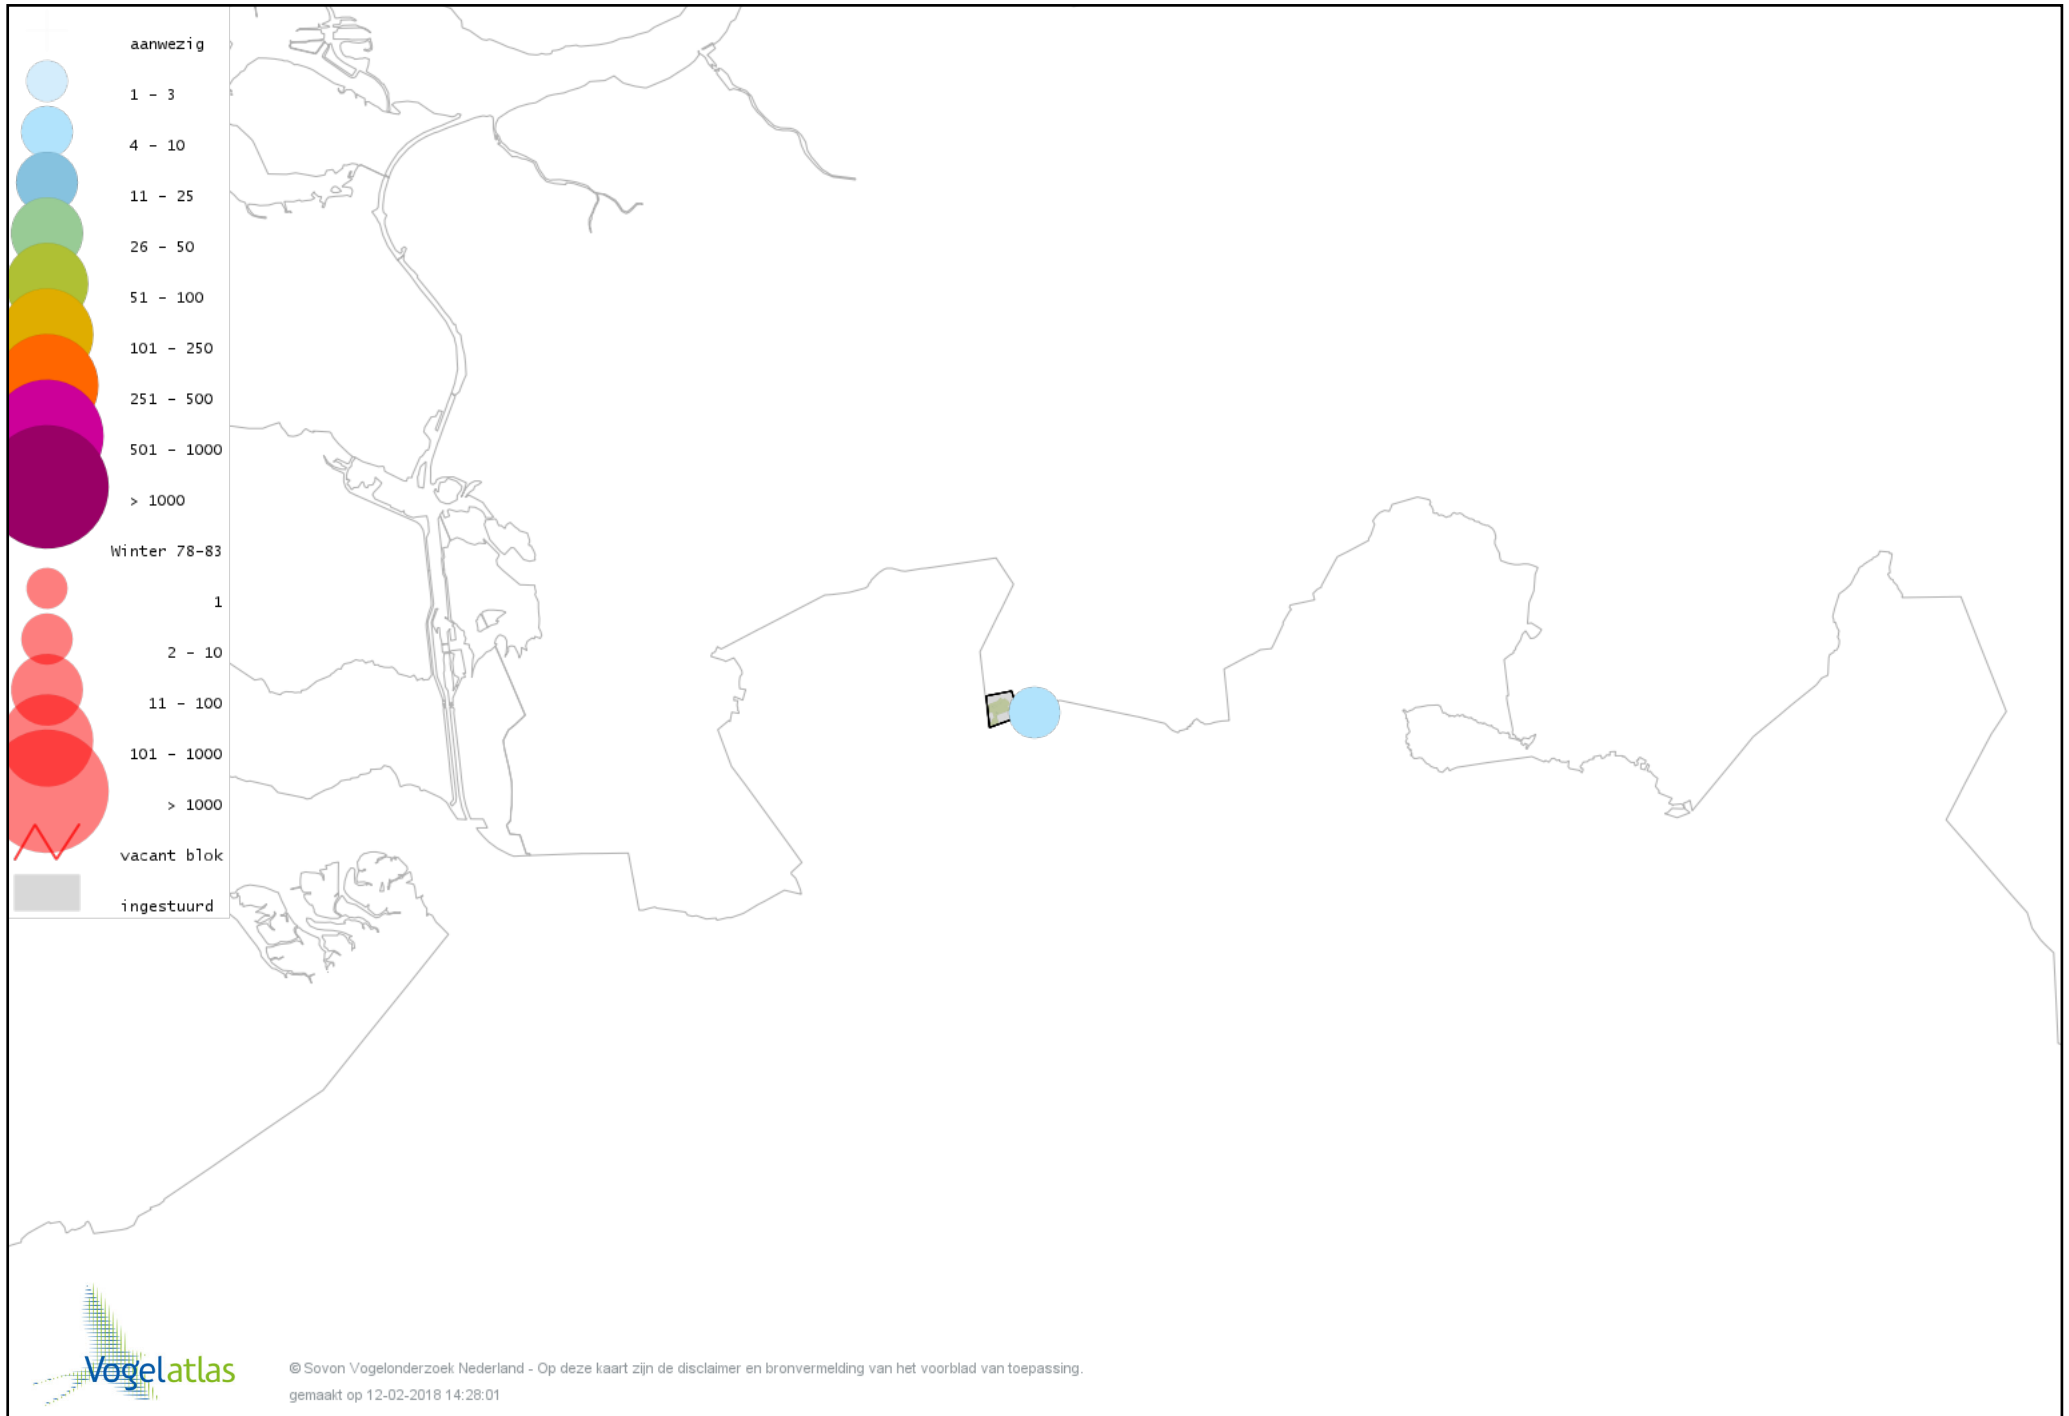 aanwezig
1 - 3
4 - 10
11 - 25
26 - 50
51 - 100
101 - 250
251 - 500
501 - 1000
> 1000
Winter 78-83
1
2 - 10
11 - 100
101 - 1000
> 1000
vacant blok
ingestuurd
Vogelatlas
© Sovon Vogelonderzoek Nederland - Op deze kaart zijn de disclaimer en bronvermelding van het voorblad van toepassing.
gemaakt op 12-02-2018 14:28:01